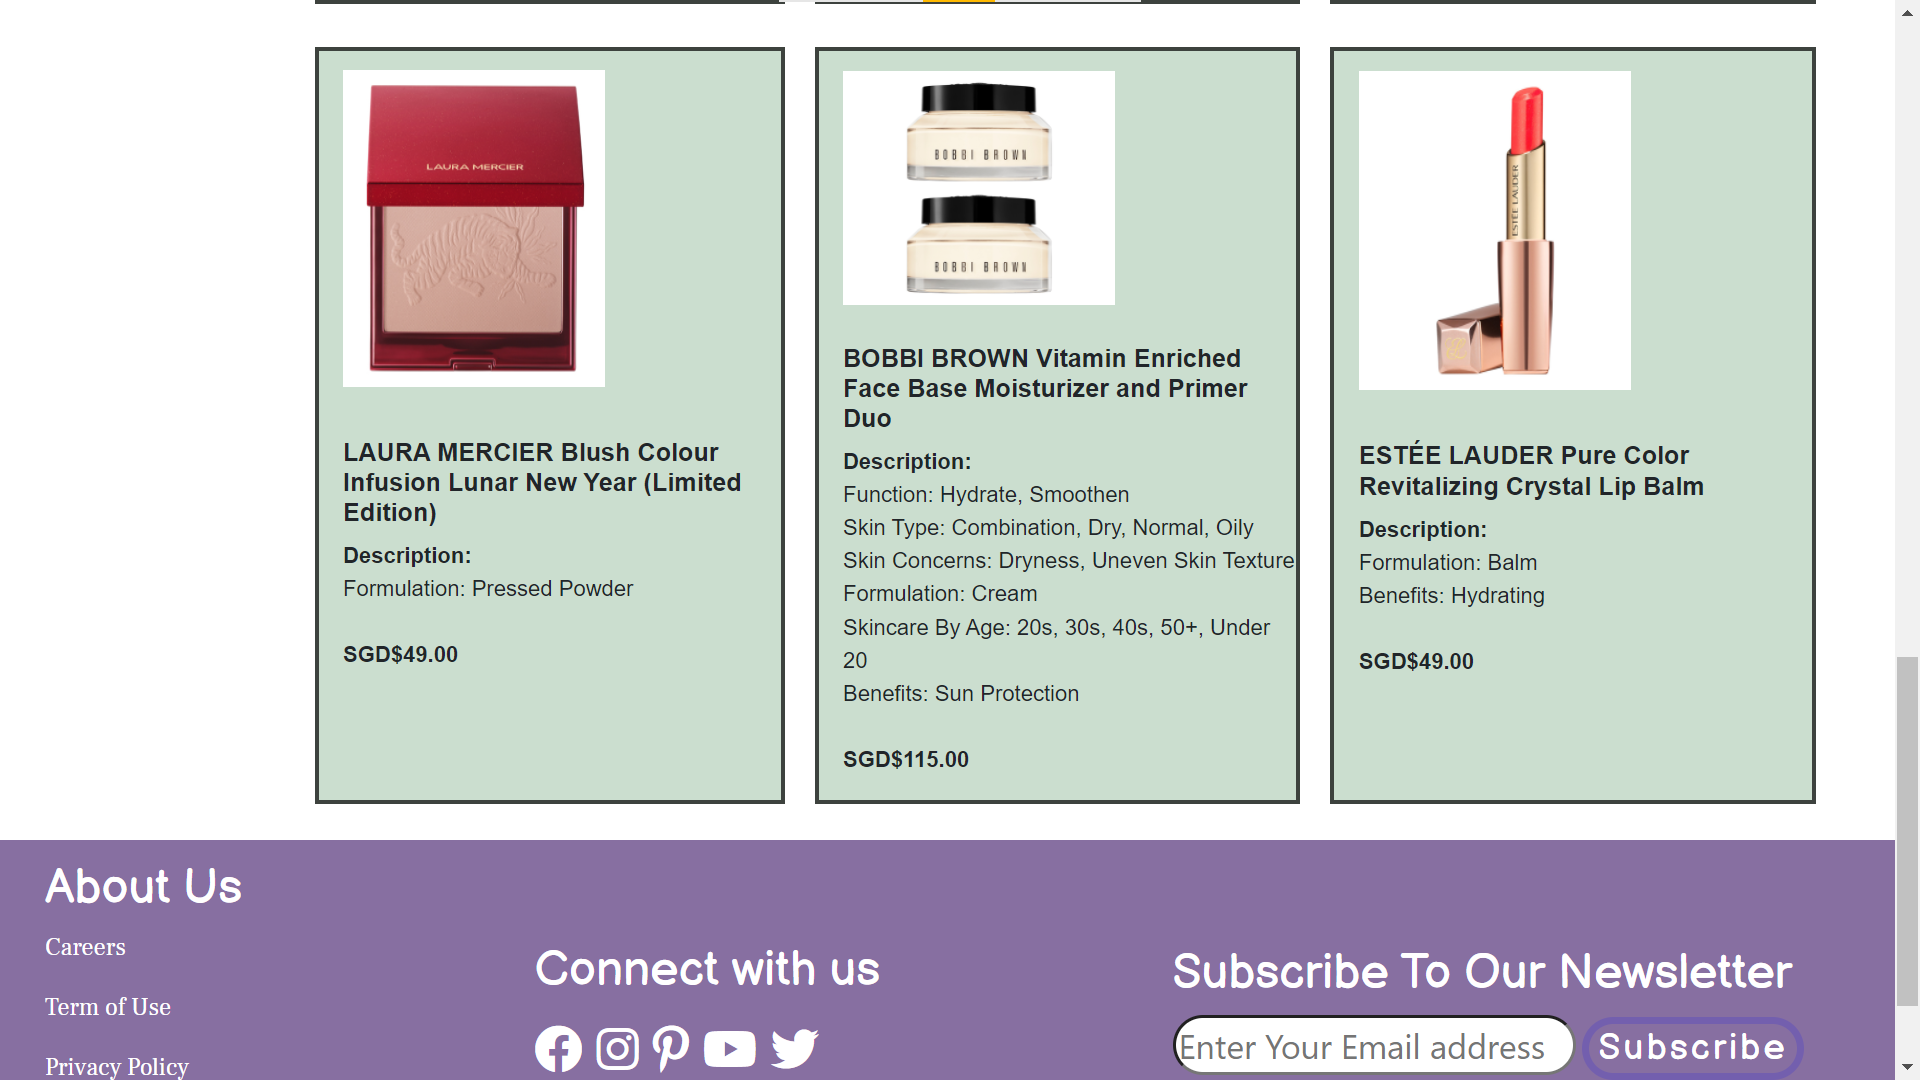 LAURA MERCIER
LAURA MERCIER Blush Colour
Infusion Lunar New Year (Limited
Edition)
Description:
Formulation: Pressed Powder
SGD$49.00
BOBBI BROWN
BOBBI BROWN
BOBBI BROWN Vitamin Enriched
Face Base Moisturizer and Primer
Duo
Description:
Function: Hydrate, Smoothen
Skin Type: Combination, Dry, Normal, Oily
Skin Concerns: Dryness, Uneven Skin Texture
Formulation: Cream
Skincare By Age: 20s, 30s, 40s, 50+, Under
20
Benefits: Sun Protection
SGD$115.00
ESTĒE LAUDER
ESTÉE LAUDER Pure Color
Revitalizing Crystal Lip Balm
Description:
Formulation: Balm
Benefits: Hydrating
SGD$49.00
About Us
Careers
Term of Use
Privacy Policy
Connect with us
Subscribe To Our Newsletter
Enter Your Email address
Subscribe